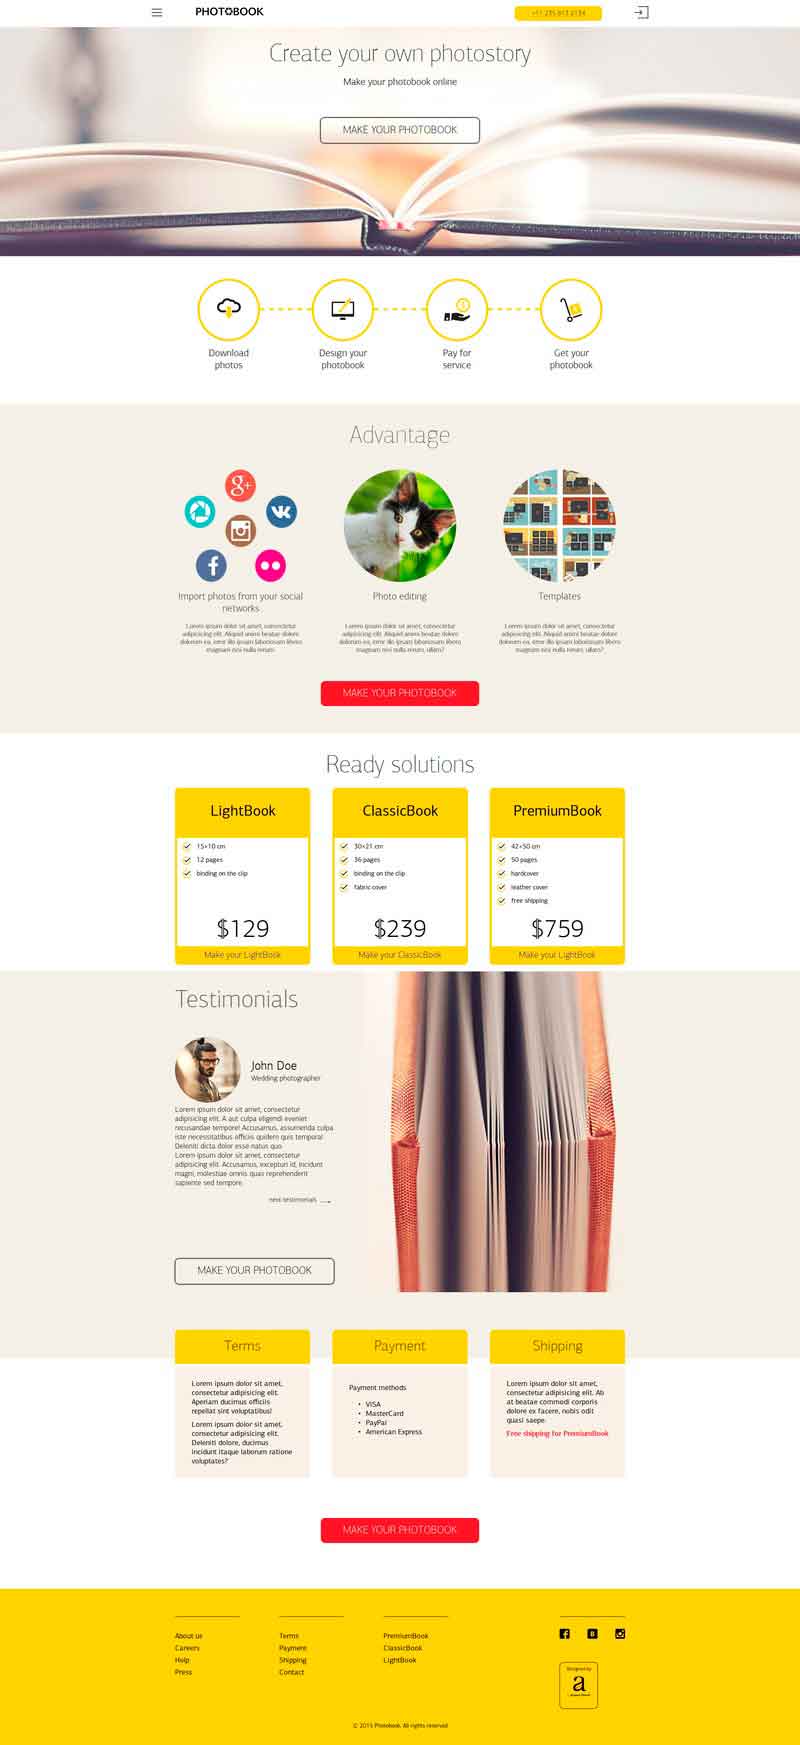 PHOTOBOOK
+11 235 813 2134
Create your own photostory
Make your photobook online
MAKE YOUR PHOTOBOOK
Download
photos
Design your
photobook
Pay for
service
Get your
photobook
Advantage
Import photos from your social
networks
Lorem ipsum dolor sit amet, consectetur
adipisicing elit. Aliquid animi beatae dolore
dolorum ea, error illo ipsum laboriosam libero
magnam nisi nulla rerum.
Photo editing
Lorem ipsum dolor sit amet, consectetur
adipisicing elit. Aliquid animi beatae dolore
dolorum ea, error illo ipsum laboriosam libero
magnam nisi nulla rerum, ullam?
Templates
Lorem ipsum dolor sit amet, consectetur
adipisicing elit. Aliquid animi beatae dolore
dolorum ea, error illo ipsum laboriosam libero
magnam nisi nulla rerum, ullam?
MAKE YOUR PHOTOBOOK
Ready solutions
LightBook
15×10 cm
12 pages
binding on the clip
$129
Make your LightBook
ClassicBook
30×21 cm
36 pages
binding on the clip
fabric cover
$239
Make your ClassicBook
PremiumBook
42×50 cm
50 pages
hardcover
leather cover
free shipping
$759
Make your LightBook
Testimonials
John Doe
Wedding photographer
Lorem ipsum dolor sit amet, consectetur
adipisicing elit. A aut culpa eligendi eveniet
recusandae tempore! Accusamus, assumenda culpa
iste necessitatibus officiis quidem quis tempora!
Deleniti dicta dolor esse natus quo.
Lorem ipsum dolor sit amet, consectetur
adipisicing elit. Accusamus, excepturi id, incidunt
magni, molestiae omnis quas reprehenderit
sapiente sed tempore.
next testimonials
MAKE YOUR PHOTOBOOK
Terms
Lorem ipsum dolor sit amet,
consectetur adipisicing elit.
Aperiam ducimus officiis
repellat sint voluptatibus!
Lorem ipsum dolor sit amet,
consectetur adipisicing elit.
Deleniti dolore, ducimus
incidunt itaque laborum ratione
voluptates?
Payment
Payment methods
• VISA
• MasterCard
• PayPal
• American Express
Shipping
Lorem ipsum dolor sit amet,
consectetur adipisicing elit. Ab
at beatae commodi corporis
dolore ex facere, nobis odit
quasi saepe.
Free shipping for PremiumBook
MAKE YOUR PHOTOBOOK
About us
Careers
Help
Press
Terms
Payment
Shipping
Contact
PremiumBook
ClassicBook
LightBook
Designed by
a
© 2015 Photobook. All rights reserved